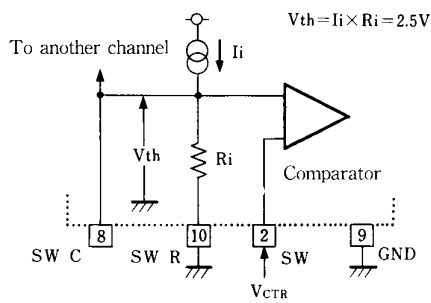 Vth=Ii×Ri=2.5V
To another channel
Ii
Vth
Ri
Comparator
8
10
2
9
SW C
SW R
SW
GND
VCTR